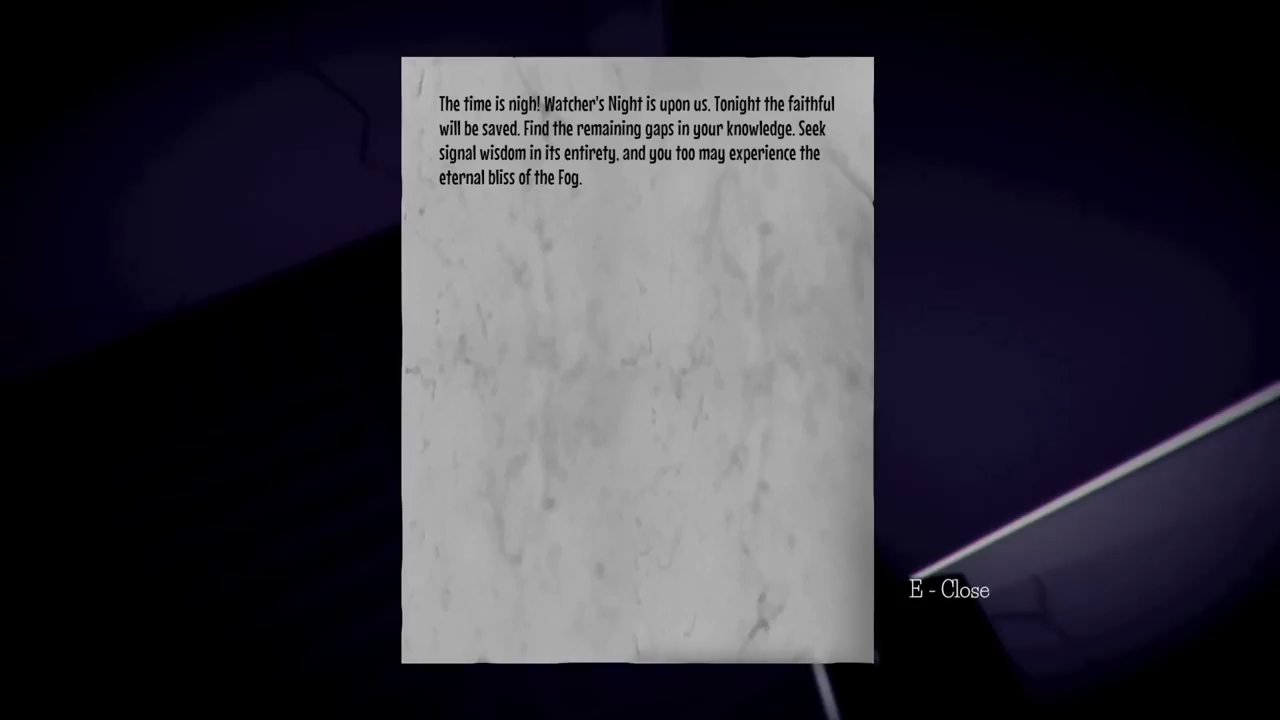 The time is nigh! Watcher's Night is upon us. Tonight the faithful
will be saved. Find the remaining gaps in your knowledge. Seek
signal wisdom in its entirety, and you too may experience the
eternal bliss of the Fog.
E - Close